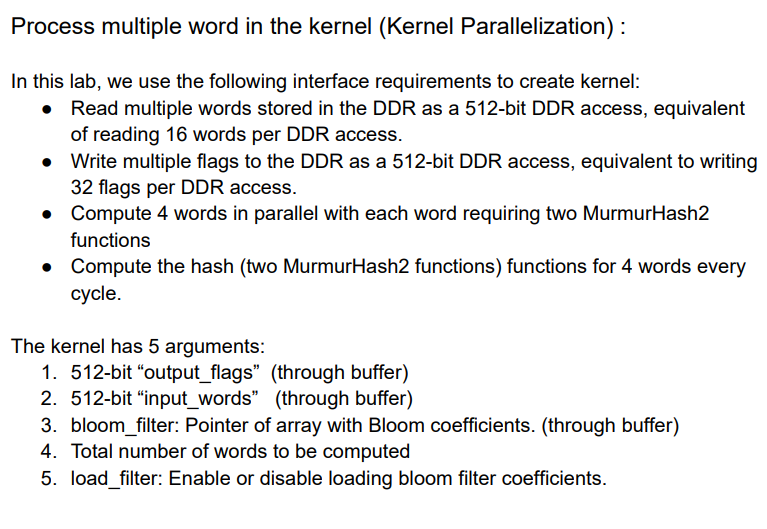 Process multiple word in the kernel (Kernel Parallelization) :
In this lab, we use the following interface requirements to create kernel:
● Read multiple words stored in the DDR as a 512-bit DDR access, equivalent
of reading 16 words per DDR access.
● Write multiple flags to the DDR as a 512-bit DDR access, equivalent to writing
32 flags per DDR access.
● Compute 4 words in parallel with each word requiring two MurmurHash2
functions
● Compute the hash (two MurmurHash2 functions) functions for 4 words every
cycle.
The kernel has 5 arguments:
1. 512-bit “output_flags” (through buffer)
2. 512-bit “input_words” (through buffer)
3. bloom_filter: Pointer of array with Bloom coefficients. (through buffer)
4. Total number of words to be computed
5. load_filter: Enable or disable loading bloom filter coefficients.